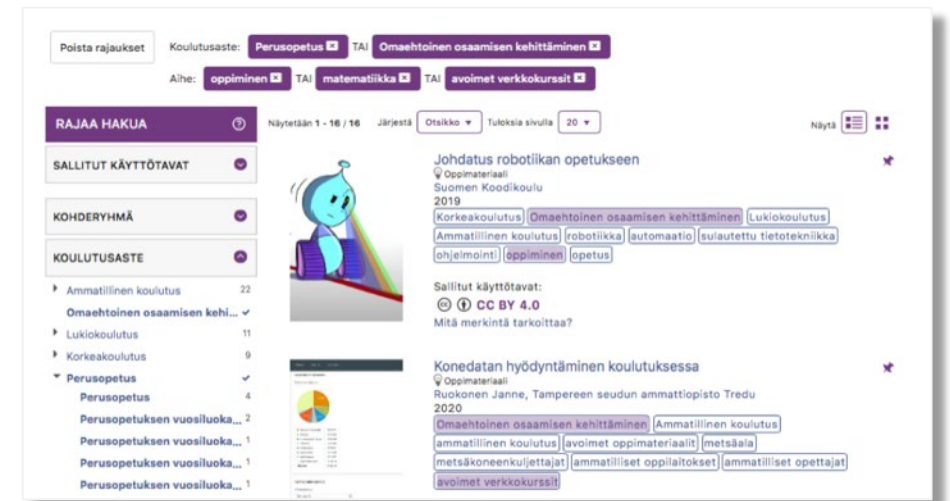 Poista rajaukset Koulutusaste: Perusopetus TAI Omaehtoinen osaamisen kehittäminen
Aihe: oppiminen TAI matematiikka TAI avoimet verkkokurssit
RAJAA HAKUA
SALLITUT KÄYTTÖTAVAT
KOHDERYHMÄ
KOULUTUSASTE
Ammatillinen koulutus 22
Omaehtoinen osaamisen kehi...
Lukiokoulutus 11
Korkeakoulutus 9
Perusopetus
Perusopetus 4
Perusopetuksen vuosiluoka... 2
Perusopetuksen vuosiluoka... 1
Perusopetuksen vuosiluoka... 1
Perusopetuksen vuosiluoka... 1
Näytetään 1 - 16 / 16 Järjestä Otsikko Tuloksia sivulla 20 Näytä
Johdatus robotiikan opetukseen
Oppimateriaali
Suomen Koodikoulu
2019
Korkeakoulutus Omaehtoinen osaamisen kehittäminen Lukiokoulutus
Ammatillinen koulutus robotiikka automaatio sulautettu tietotekniikka
ohjelmointi oppiminen opetus
Sallitut käyttötavat:
CC BY 4.0
Mitä merkintä tarkoittaa?
Konedatan hyödyntäminen koulutuksessa
Oppimateriaali
Ruokonen Janne, Tampereen seudun ammattiopisto Tredu
2020
Omaehtoinen osaamisen kehittäminen Ammatillinen koulutus
ammatillinen koulutus avoimet oppimateriaalit metsäala
metsäkoneenkuljettajat ammatilliset oppilaitokset ammatilliset opettajat
avoimet verkkokurssit